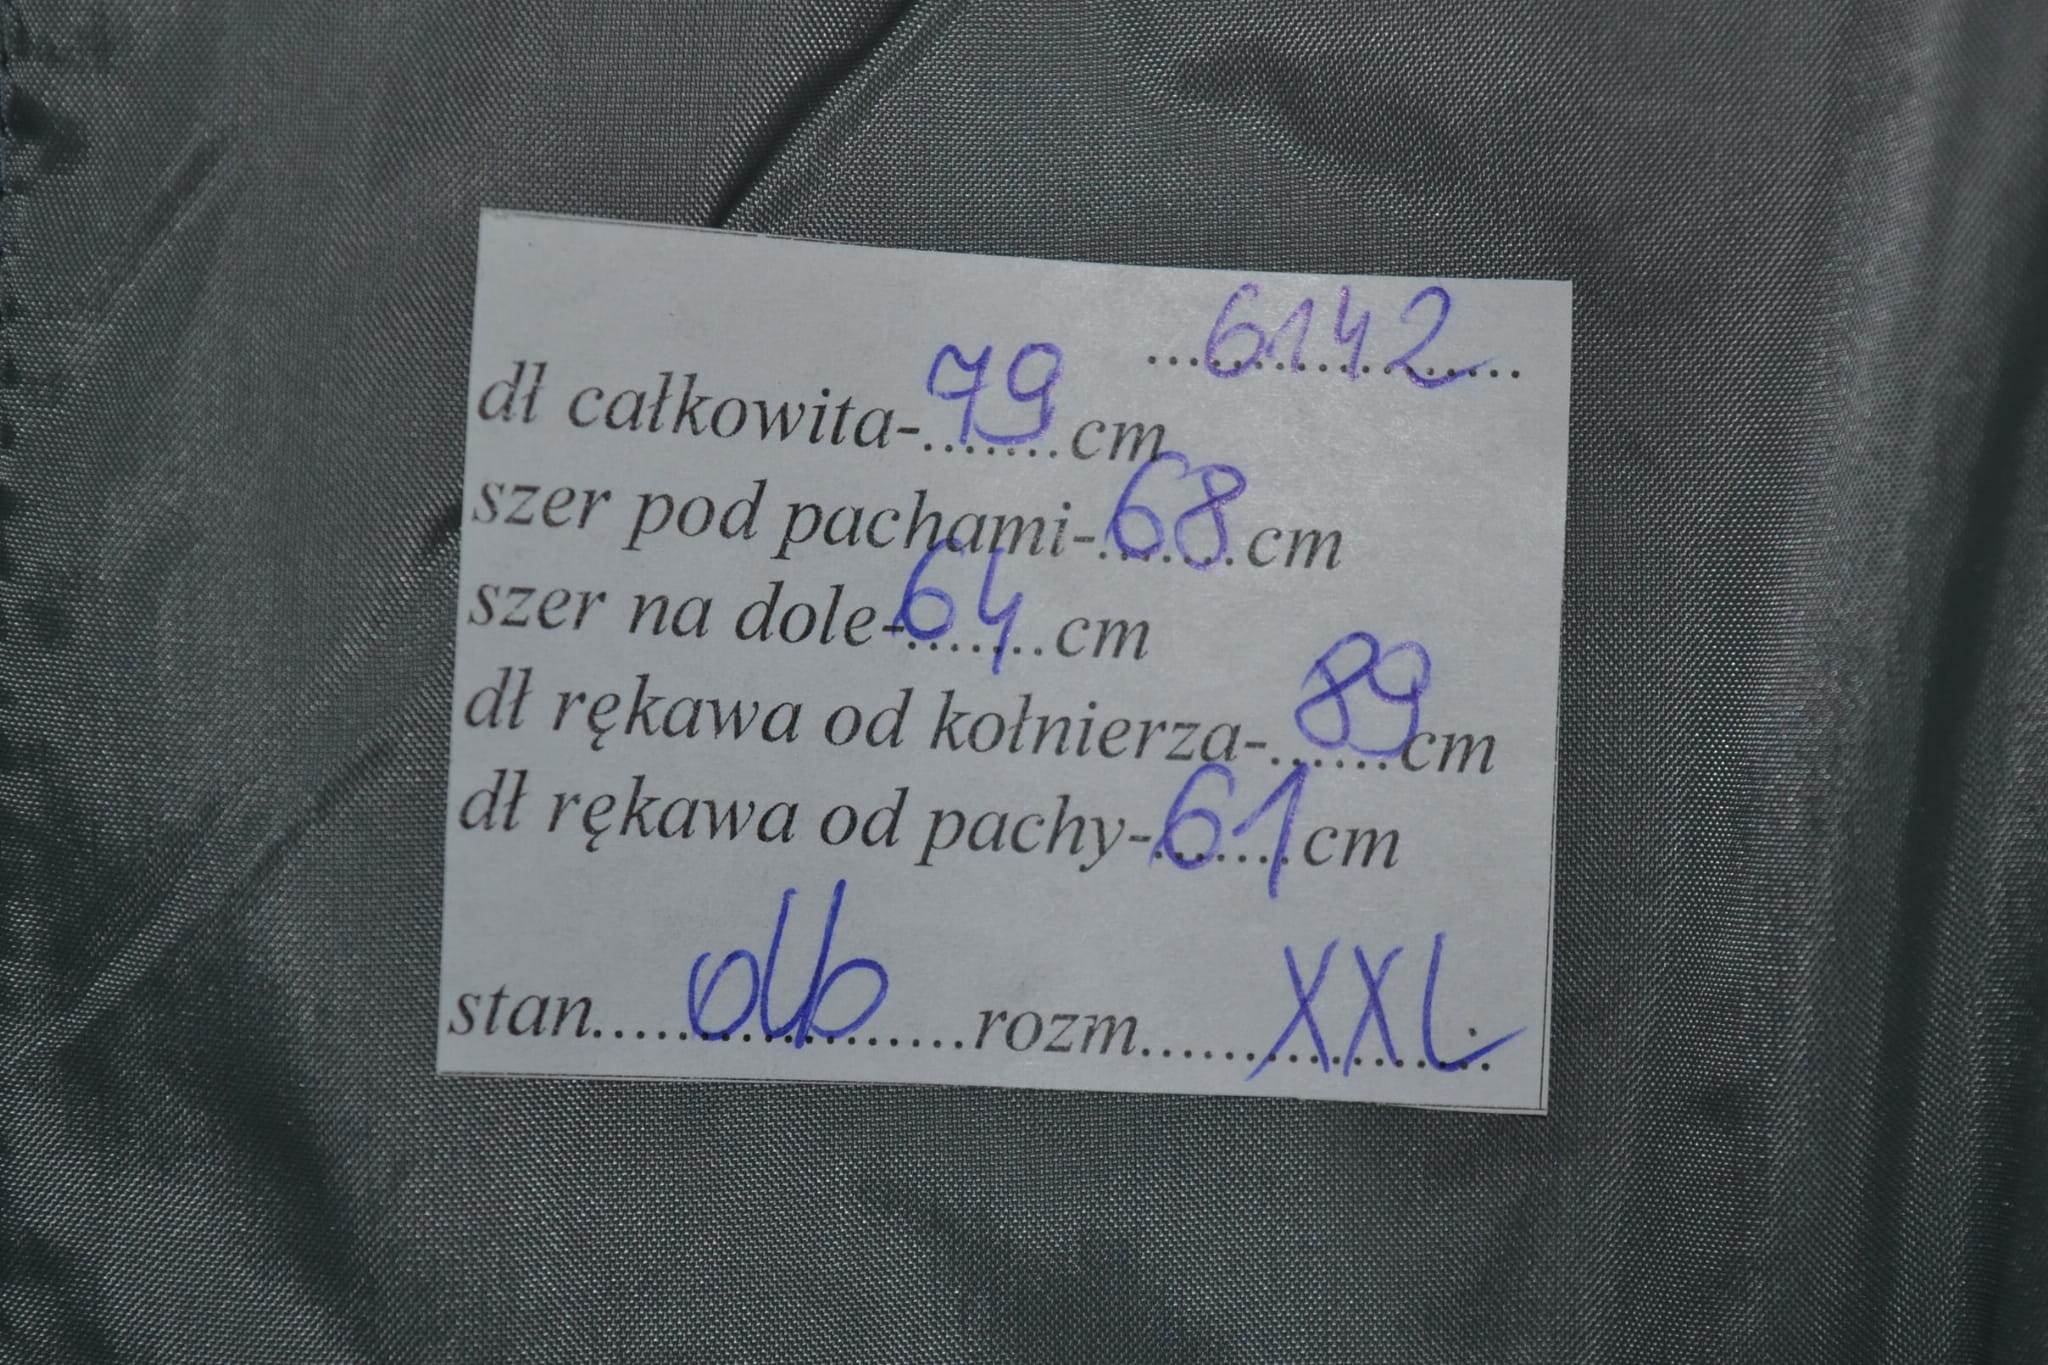 6142
dł całkowita-79cm
szer pod pachami-68cm
szer na dole-64cm
dł rękawa od kołnierza-89cm
dł rękawa od pachy-61cm
stan.....................rozm.....XXL